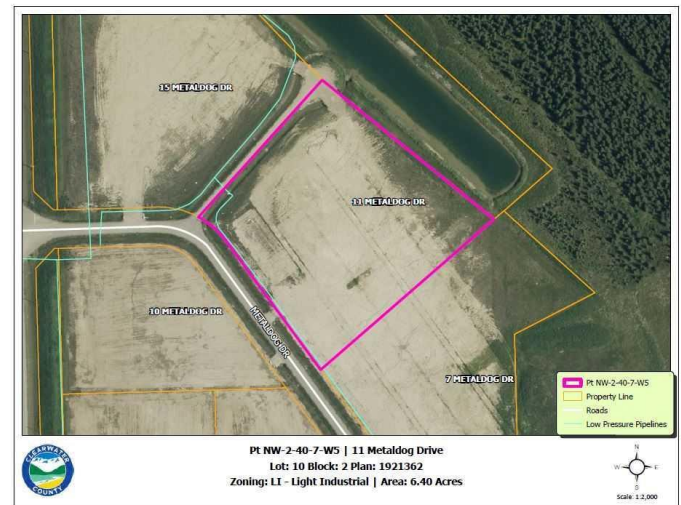 15 METALDOG DR
11 METALDOG DR
10 METALDOG DR
METALDOG DR.
7 METALDOG DR
Pt NW-2-40-7-W5
Property Line
Roads
Low Pressure Pipelines
CLEARWATER
COUNTY
Pt NW-2-40-7-W5 | 11 Metaldog Drive
Lot: 10 Block: 2 Plan: 1921362
Zoning: LI - Light Industrial | Area: 6.40 Acres
N
W
E
S
Scale: 1:2,000